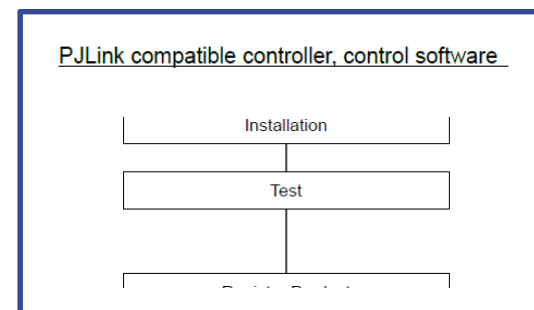 PJLink compatible controller, control software
Installation
Test